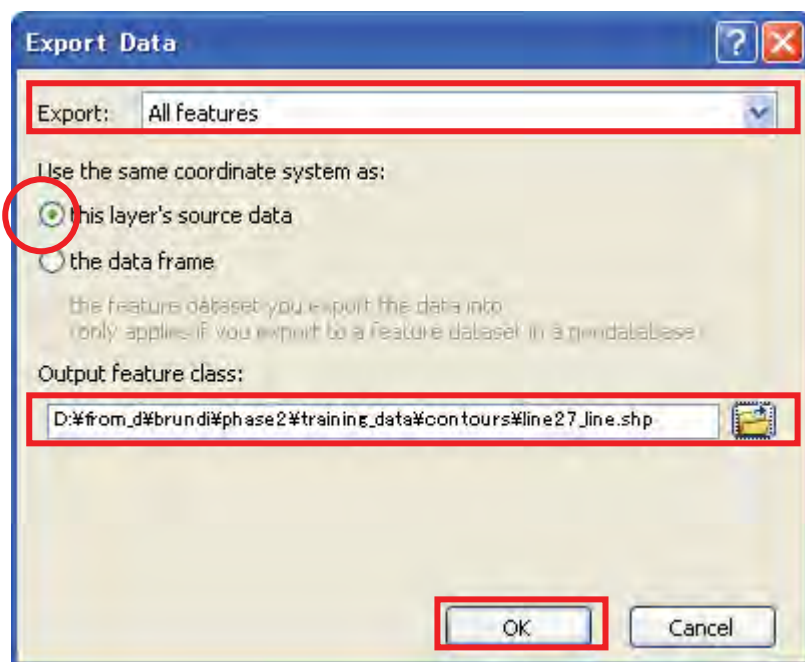 Export Data
Export: All features
Use the same coordinate system as:
this layer's source data
the data frame
the feature dataset you export the data into
(only applies if you export to a feature dataset in a geodatabase)
Output feature class:
D:¥from_d¥brundi¥phase2¥training_data¥contours¥line27_line.shp
OK Cancel